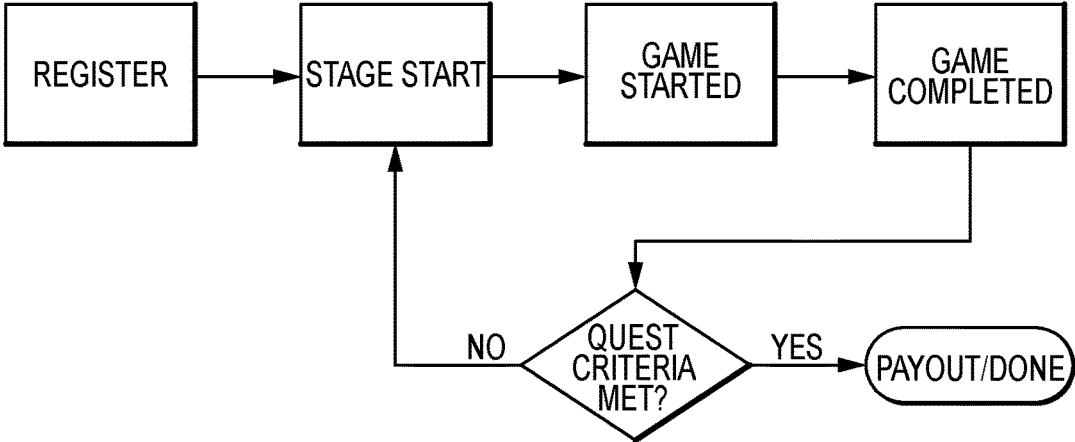 REGISTER
STAGE START
GAME
STARTED
GAME
COMPLETED
QUEST
CRITERIA
MET?
NO
YES
PAYOUT/DONE